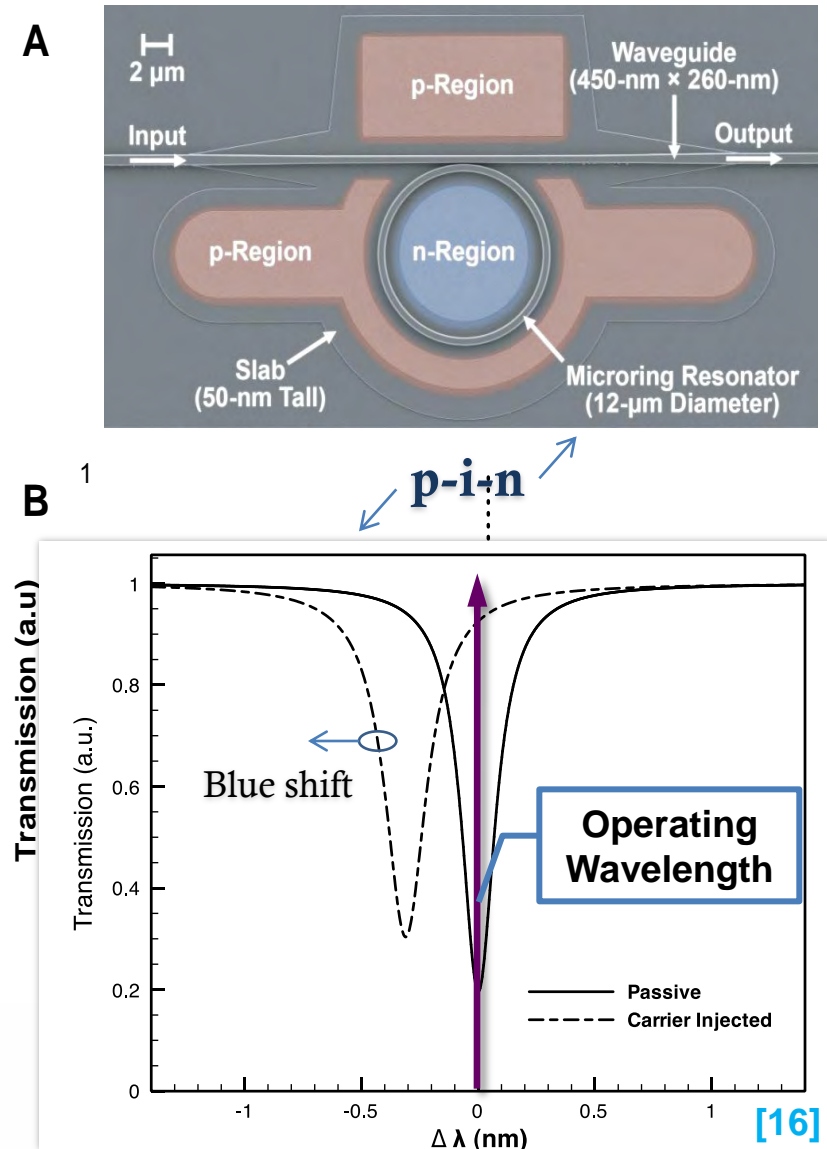 A
2 µm
p-Region
Waveguide
(450-nm × 260-nm)
Input
Output
p-Region
n-Region
Slab
(50-nm Tall)
Microring Resonator
(12-µm Diameter)
1
p-i-n
B
Transmission (a.u)
Transmission (a.u.)
1
0.8
0.6
0.4
0.2
0
Blue shift
Operating
Wavelength
Passive
Carrier Injected
-1
-0.5
0
0.5
1
Δ λ (nm)
[16]